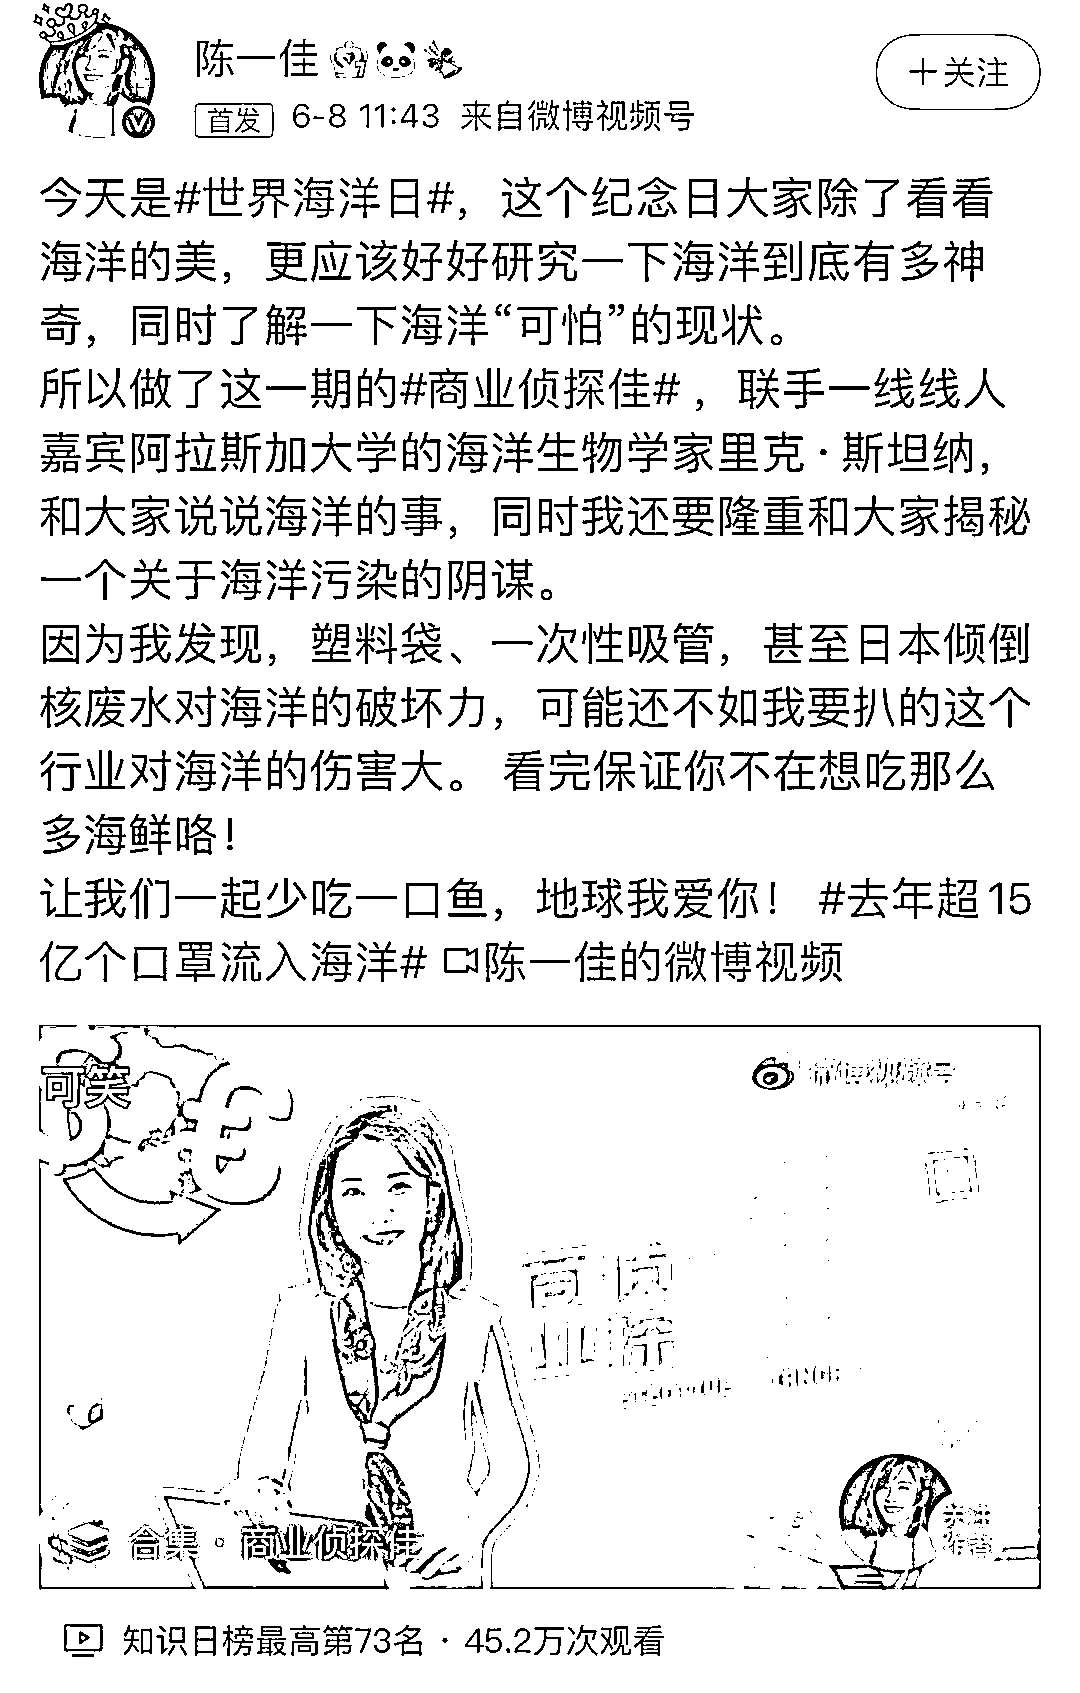 陈一佳
+关注
首发 6-8 11:43 来自微博视频号
今天是#世界海洋日#，这个纪念日大家除了看看
海洋的美，更应该好好研究一下海洋到底有多神
奇，同时了解一下海洋“可怕”的现状。
所以做了这一期的#商业侦探佳#，联手一线线人
嘉宾阿拉斯加大学的海洋生物学家里克·斯坦纳，
和大家说说海洋的事，同时我还要隆重和大家揭秘
一个关于海洋污染的阴谋。
因为我发现，塑料袋、一次性吸管，甚至日本倾倒
核废水对海洋的破坏力，可能还不如我要扒的这个
行业对海洋的伤害大。 看完保证你不在想吃那么
多海鲜咯！
让我们一起少吃一口鱼，地球我爱你！ #去年超15
亿个口罩流入海洋# 陈一佳的微博视频
可笑
微博视频号
商 侦
业 探
合集 · 商业侦探佳
关注
知识日榜最高第73名 · 45.2万次观看